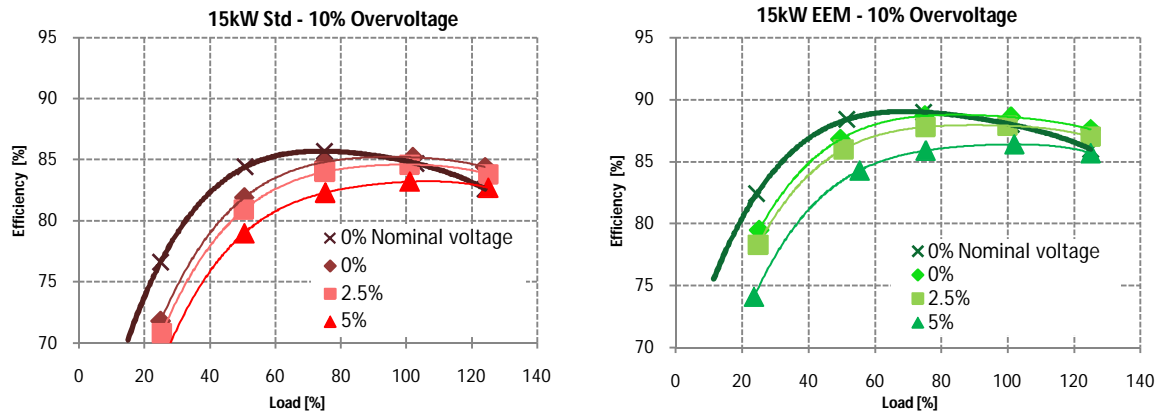 15kW Std - 10% Overvoltage
95
90
85
80
75
70
Efficiency [%]
0% Nominal voltage
0%
2.5%
5%
0 20 40 60 80 100 120 140
Load [%]
15kW EEM - 10% Overvoltage
95
90
85
80
75
70
Efficiency [%]
0% Nominal voltage
0%
2.5%
5%
0 20 40 60 80 100 120 140
Load [%]